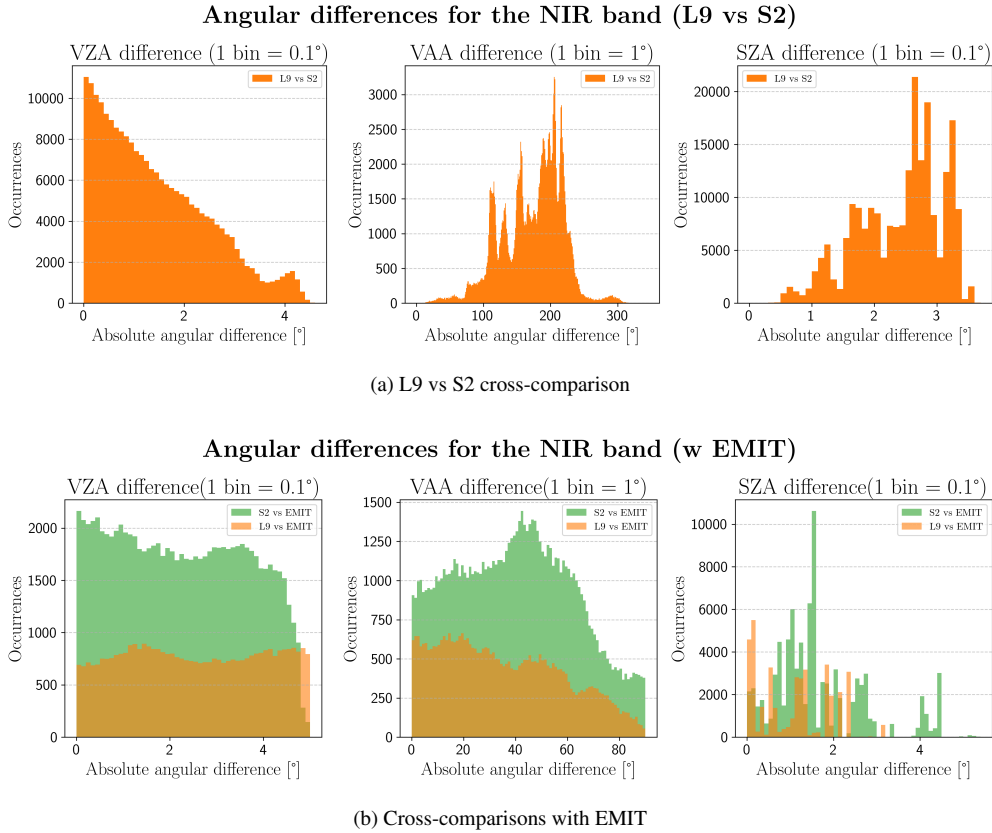 Angular differences for the NIR band (L9 vs S2)
VZA difference (1 bin = 0.1°)
VAA difference (1 bin = 1°)
SZA difference (1 bin = 0.1°)
L9 vs S2
L9 vs S2
L9 vs S2
Occurrences
10000
8000
6000
4000
2000
0
0 2 4
Absolute angular difference [°]
Occurrences
3000
2500
2000
1500
1000
500
0
0 100 200 300
Absolute angular difference [°]
Occurrences
20000
15000
10000
5000
0
0 1 2 3
Absolute angular difference [°]
(a) L9 vs S2 cross-comparison
Angular differences for the NIR band (w EMIT)
VZA difference(1 bin = 0.1°)
VAA difference(1 bin = 1°)
SZA difference(1 bin = 0.1°)
S2 vs EMIT
L9 vs EMIT
S2 vs EMIT
L9 vs EMIT
S2 vs EMIT
L9 vs EMIT
Occurrences
2000
1500
1000
500
0
0 2 4
Absolute angular difference [°]
Occurrences
1500
1250
1000
750
500
250
0
0 20 40 60 80
Absolute angular difference [°]
Occurrences
10000
8000
6000
4000
2000
0
0 2 4
Absolute angular difference [°]
(b) Cross-comparisons with EMIT